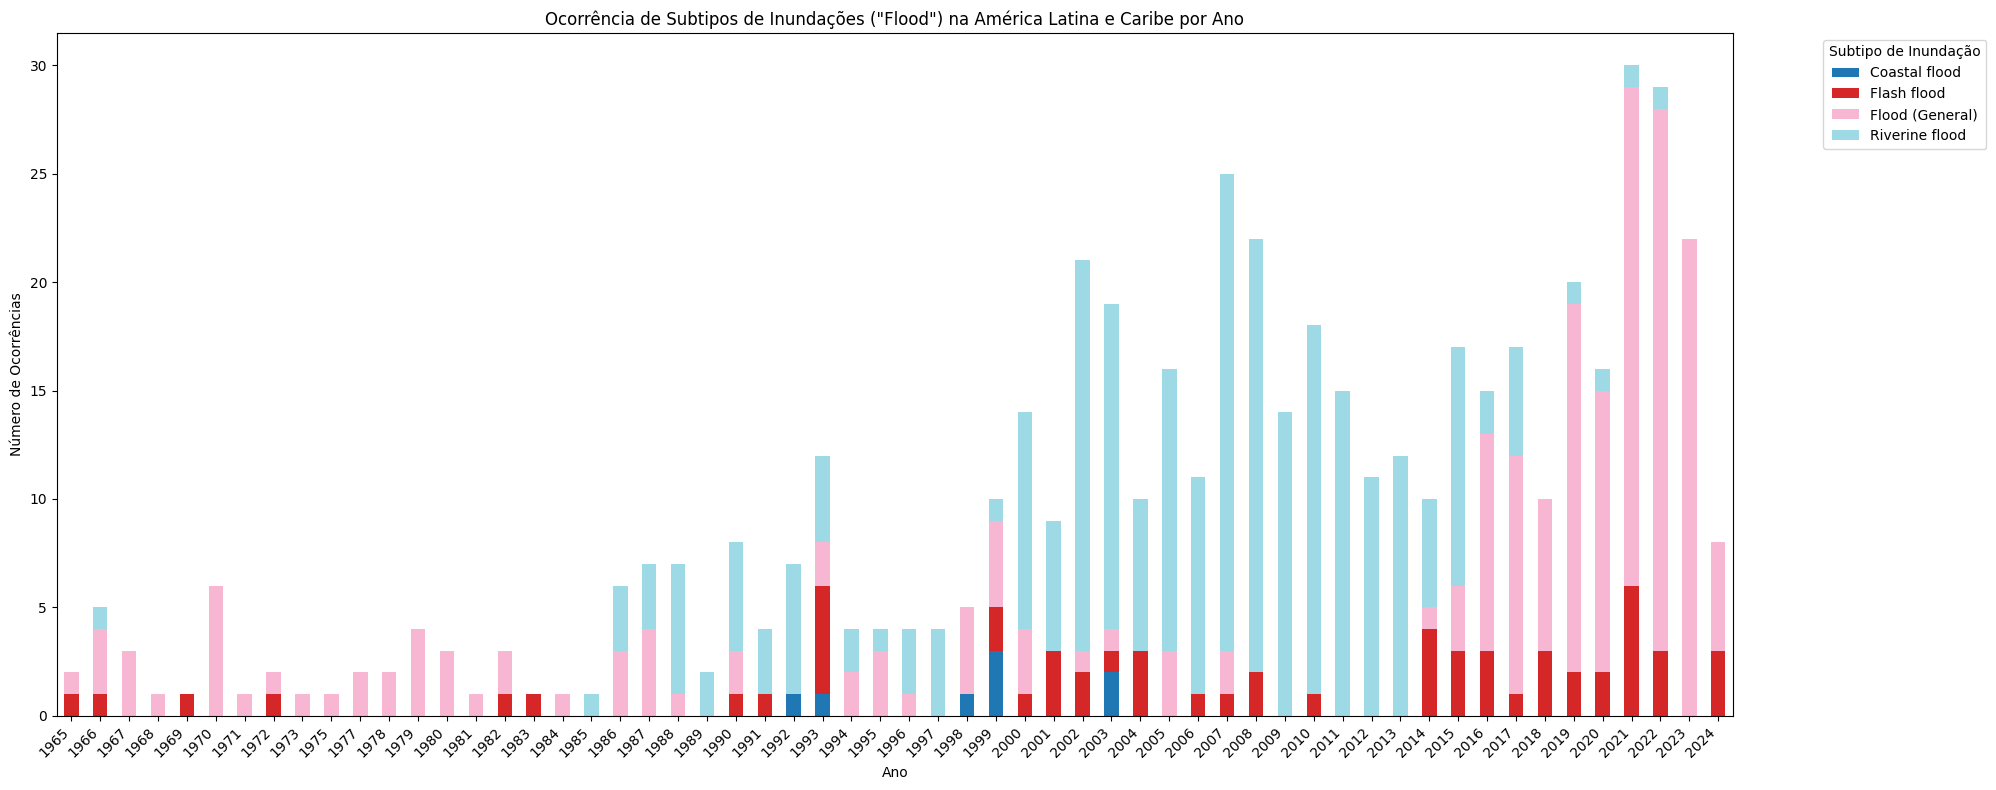 Ocorrência de Subtipos de Inundações ("Flood") na América Latina e Caribe por Ano
Subtipo de Inundação
Coastal flood
Flash flood
Flood (General)
Riverine flood
Número de Ocorrências
30
25
20
15
10
5
0
1965 1966 1967 1968 1969 1970 1971 1972 1973 1975 1977 1978 1979 1980 1981 1982 1983 1984 1985 1986 1987 1988 1989 1990 1991 1992 1993 1994 1995 1996 1997 1998 1999 2000 2001 2002 2003 2004 2005 2006 2007 2008 2009 2010 2011 2012 2013 2014 2015 2016 2017 2018 2019 2020 2021 2022 2023 2024
Ano